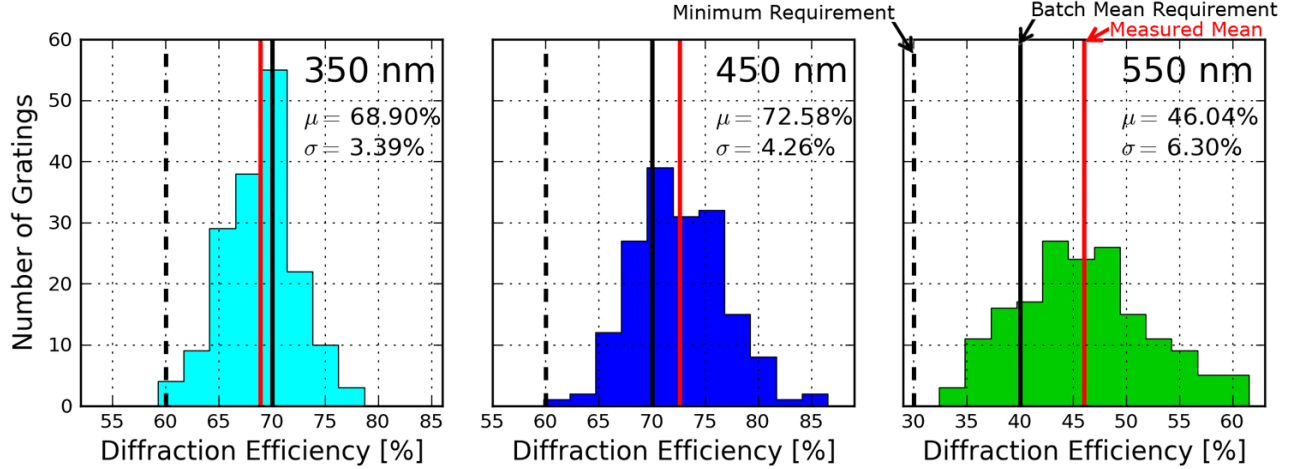 Minimum Requirement
Batch Mean Requirement
Measured Mean
Number of Gratings
60
50
40
30
20
10
0
350 nm
μ = 68.90%
σ = 3.39%
55 60 65 70 75 80 85
Diffraction Efficiency [%]
450 nm
μ = 72.58%
σ = 4.26%
55 60 65 70 75 80 85
Diffraction Efficiency [%]
550 nm
μ = 46.04%
σ = 6.30%
30 35 40 45 50 55 60
Diffraction Efficiency [%]